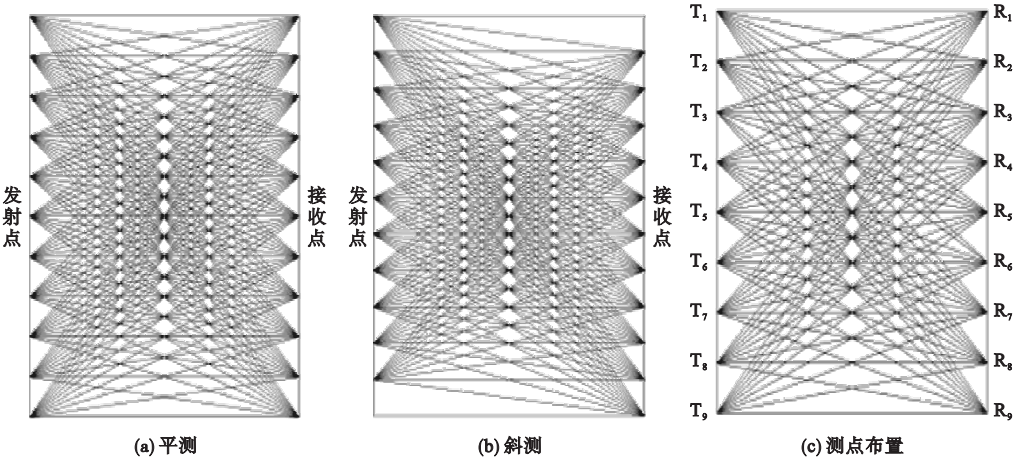 发射点
接收点
(a) 平测
发射点
接收点
(b) 斜测
T₁ R₁
T₂ R₂
T₃ R₃
T₄ R₄
T₅ R₅
T₆ R₆
T₇ R₇
T₈ R₈
T₉ R₉
(c) 测点布置